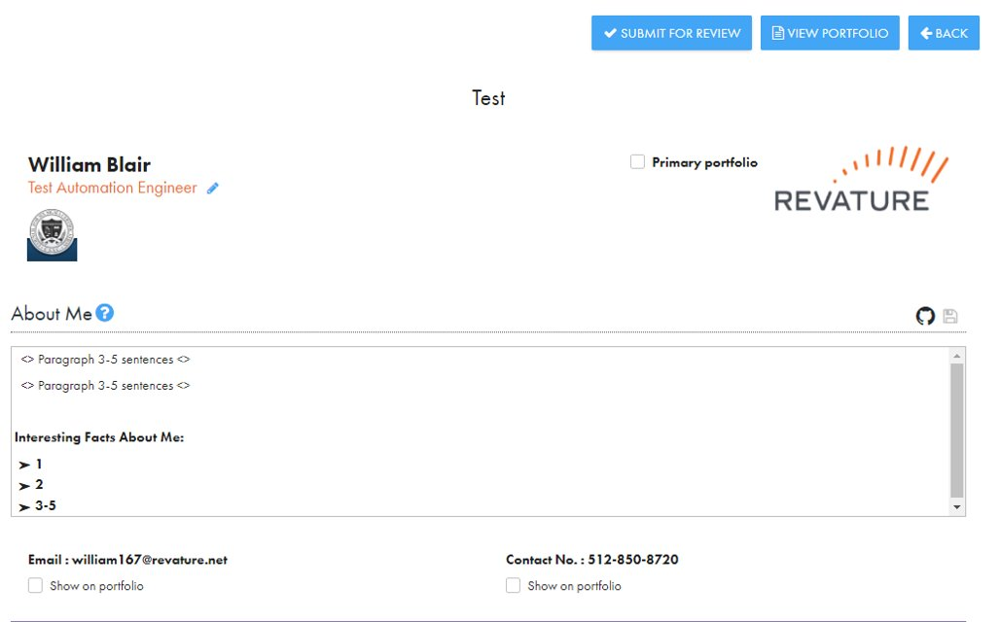 SUBMIT FOR REVIEW VIEW PORTFOLIO BACK
Test
William Blair
Primary portfolio
Test Automation Engineer
REVATURE
About Me ?
<> Paragraph 3-5 sentences <>
<> Paragraph 3-5 sentences <>
Interesting Facts About Me:
➤ 1
➤ 2
➤ 3-5
Email : william167@revature.net
Contact No. : 512-850-8720
Show on portfolio
Show on portfolio